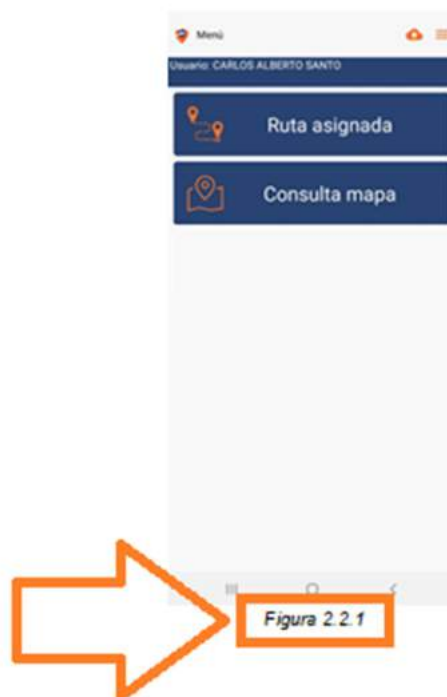 Menú
Usuario: CARLOS ALBERTO SANTO
Ruta asignada
Consulta mapa
Figura 2.2.1